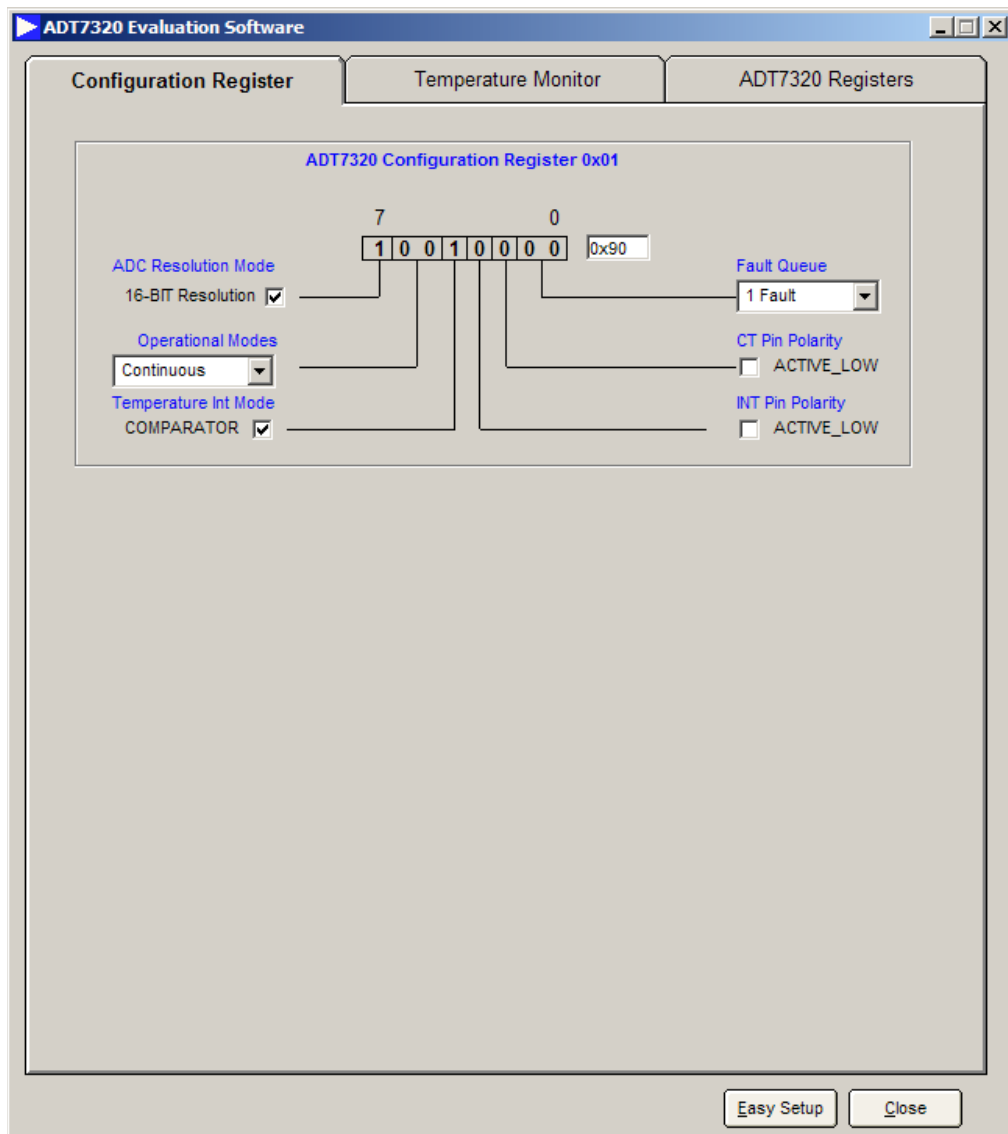 ADT7320 Evaluation Software
Configuration Register Temperature Monitor ADT7320 Registers
ADT7320 Configuration Register 0x01
7 0
1 0 0 1 0 0 0 0 0x90
ADC Resolution Mode Fault Queue
16-BIT Resolution 1 Fault
Operational Modes CT Pin Polarity
Continuous ACTIVE_LOW
Temperature Int Mode INT Pin Polarity
COMPARATOR ACTIVE_LOW
Easy Setup Close